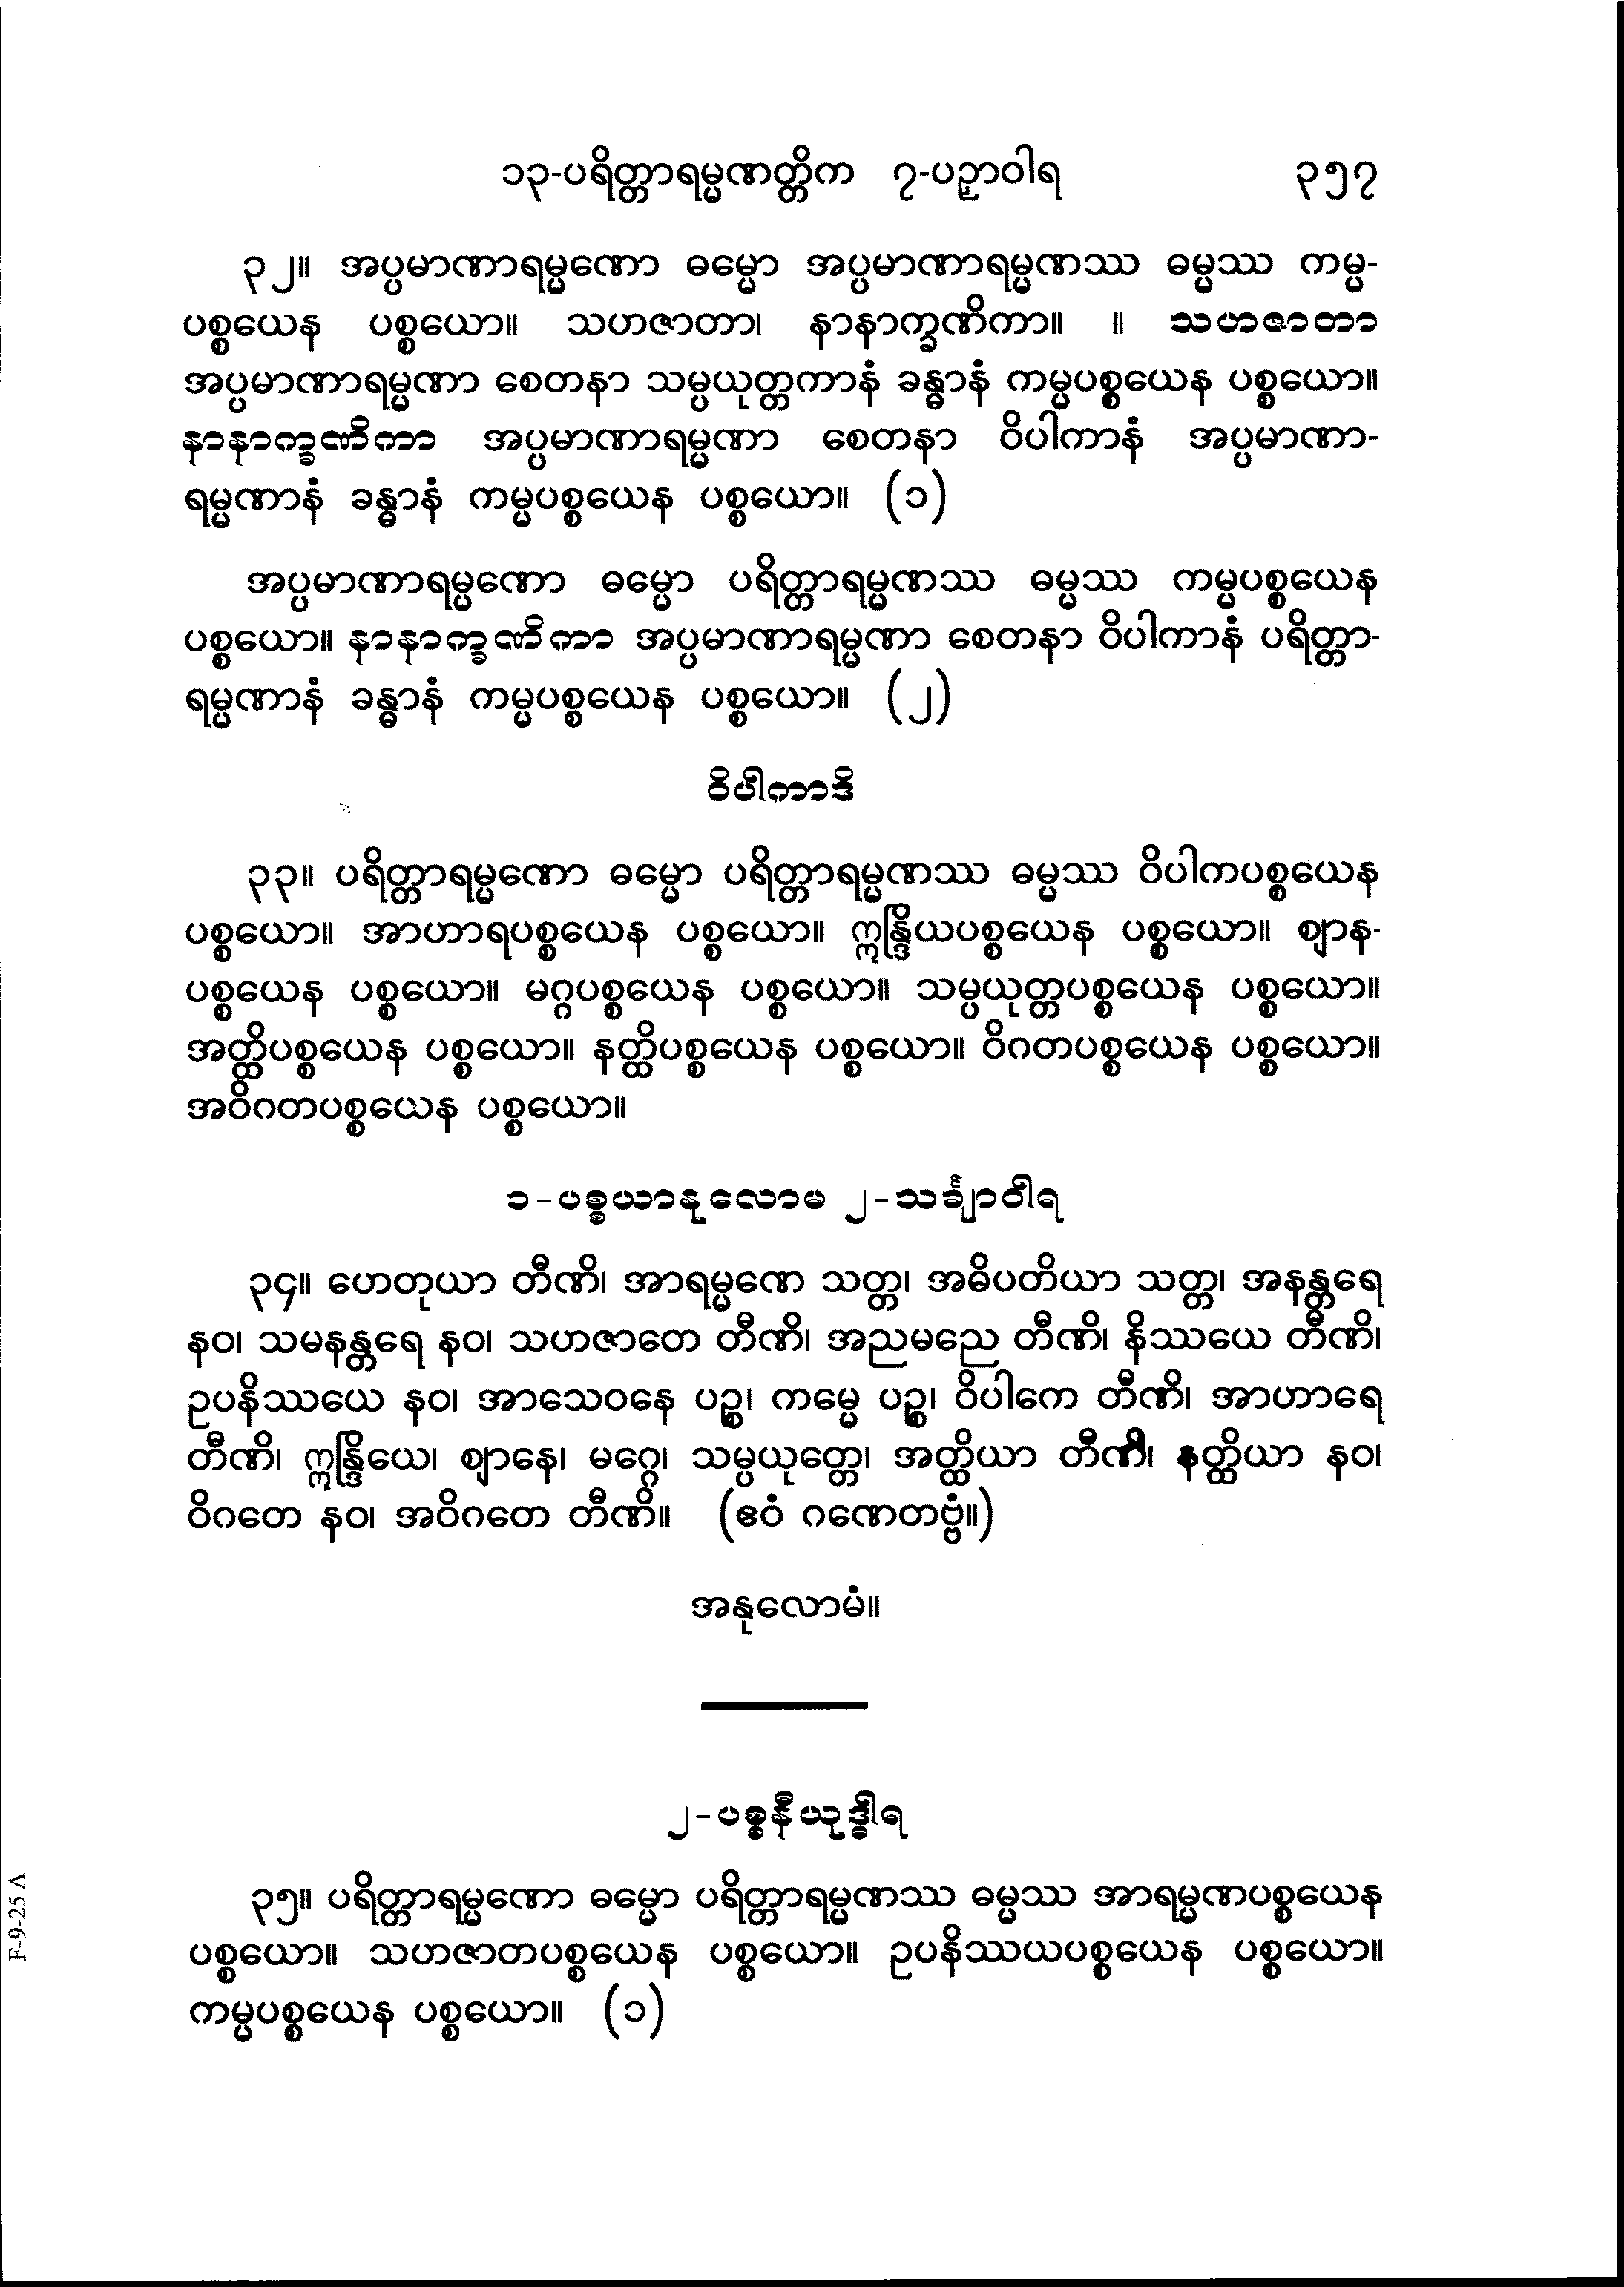 ၁၃-ပရိတ္တာရမ္မဏတ္တိက ၇-ပဉှာဝါရ ၃၅၇
၃၂။ အပ္ပမာဏာရမ္မဏော ဓမ္မော အပ္ပမာဏာရမ္မဏဿ ဓမ္မဿ ကမ္မ-
ပစ္စယေန ပစ္စယော။ သဟဇာတာ၊ နာနာက္ခဏိကာ။ ။ သဟဇာတာ
အပ္ပမာဏာရမ္မဏာ စေတနာ သမ္ပယုတ္တကာနံ ခန္ဓာနံ ကမ္မပစ္စယေန ပစ္စယော။
နာနာက္ခဏိကာ အပ္ပမာဏာရမ္မဏာ စေတနာ ဝိပါကာနံ အပ္ပမာဏာ-
ရမ္မဏာနံ ခန္ဓာနံ ကမ္မပစ္စယေန ပစ္စယော။ (၁)
အပ္ပမာဏာရမ္မဏော ဓမ္မော ပရိတ္တာရမ္မဏဿ ဓမ္မဿ ကမ္မပစ္စယေန
ပစ္စယော။ နာနာက္ခဏိကာ အပ္ပမာဏာရမ္မဏာ စေတနာ ဝိပါကာနံ ပရိတ္တာ-
ရမ္မဏာနံ ခန္ဓာနံ ကမ္မပစ္စယေန ပစ္စယော။ (၂)
ဝိပါကာဒိ
၃၃။ ပရိတ္တာရမ္မဏော ဓမ္မော ပရိတ္တာရမ္မဏဿ ဓမ္မဿ ဝိပါကပစ္စယေန
ပစ္စယော။ အာဟာရပစ္စယေန ပစ္စယော။ ဣန္ဒြိယပစ္စယေန ပစ္စယော။ ဈာန-
ပစ္စယေန ပစ္စယော။ မဂ္ဂပစ္စယေန ပစ္စယော။ သမ္ပယုတ္တပစ္စယေန ပစ္စယော။
အတ္ထိပစ္စယေန ပစ္စယော။ နတ္ထိပစ္စယေန ပစ္စယော။ ဝိဂတပစ္စယေန ပစ္စယော။
အဝိဂတပစ္စယေန ပစ္စယော။
၁-ပစ္စယာနုလောမ ၂-သင်္ချာဝါရ
၃၄။ ဟေတုယာ တီဏိ၊ အာရမ္မဏေ သတ္တ၊ အဓိပတိယာ သတ္တ၊ အနန္တရေ
နဝ၊ သမနန္တရေ နဝ၊ သဟဇာတေ တီဏိ၊ အညမညေ တီဏိ၊ နိဿယေ တီဏိ၊
ဥပနိဿယေ နဝ၊ အာသေဝနေ ပဉ္စ၊ ကမ္မေ ပဉ္စ၊ ဝိပါကေ တီဏိ၊ အာဟာရေ
တီဏိ၊ ဣန္ဒြိယေ၊ ဈာနေ၊ မဂ္ဂေ၊ သမ္ပယုတ္တေ၊ အတ္ထိယာ တီဏိ၊ နတ္ထိယာ နဝ၊
ဝိဂတေ နဝ၊ အဝိဂတေ တီဏိ။ (ဧဝံ ဂဏေတဗ္ဗံ။)
အနုလောမံ။
၂-ပစ္စနီယုဒ္ဓါရ
၃၅။ ပရိတ္တာရမ္မဏော ဓမ္မော ပရိတ္တာရမ္မဏဿ ဓမ္မဿ အာရမ္မဏပစ္စယေန
ပစ္စယော။ သဟဇာတပစ္စယေန ပစ္စယော။ ဥပနိဿယပစ္စယေန ပစ္စယော။
ကမ္မပစ္စယေန ပစ္စယော။ (၁)
F-9-25 A